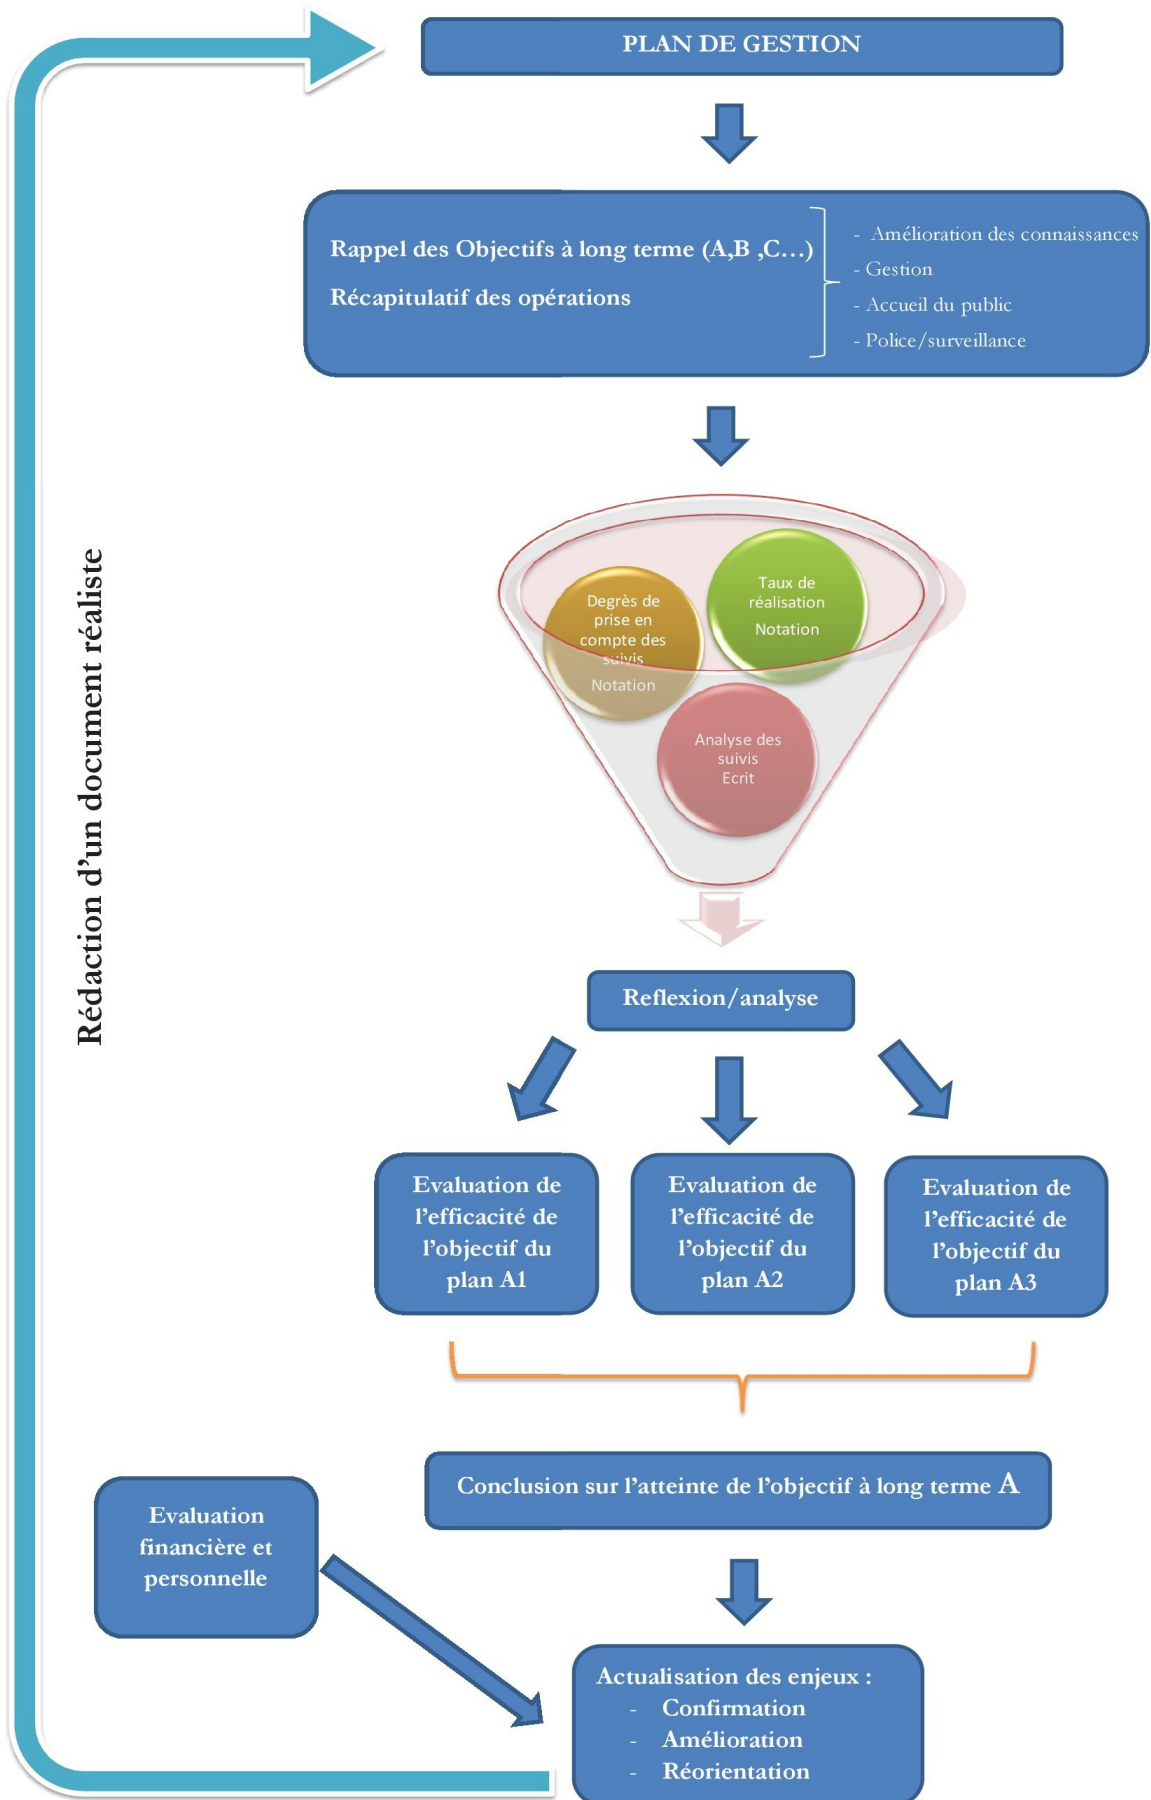 PLAN DE GESTION
Rappel des Objectifs à long terme (A,B ,C…)
Récapitulatif des opérations
- Amélioration des connaissances
- Gestion
- Accueil du public
- Police/surveillance
Taux de
réalisation
Notation
Degrès de
prise en
compte des
suivis
Notation
Analyse des
suivis
Ecrit
Rédaction d’un document réaliste
Reflexion/analyse
Evaluation de
l’efficacité de
l’objectif du
plan A1
Evaluation de
l’efficacité de
l’objectif du
plan A2
Evaluation de
l’efficacité de
l’objectif du
plan A3
Conclusion sur l’atteinte de l’objectif à long terme A
Evaluation
financière et
personnelle
Actualisation des enjeux :
- Confirmation
- Amélioration
- Réorientation